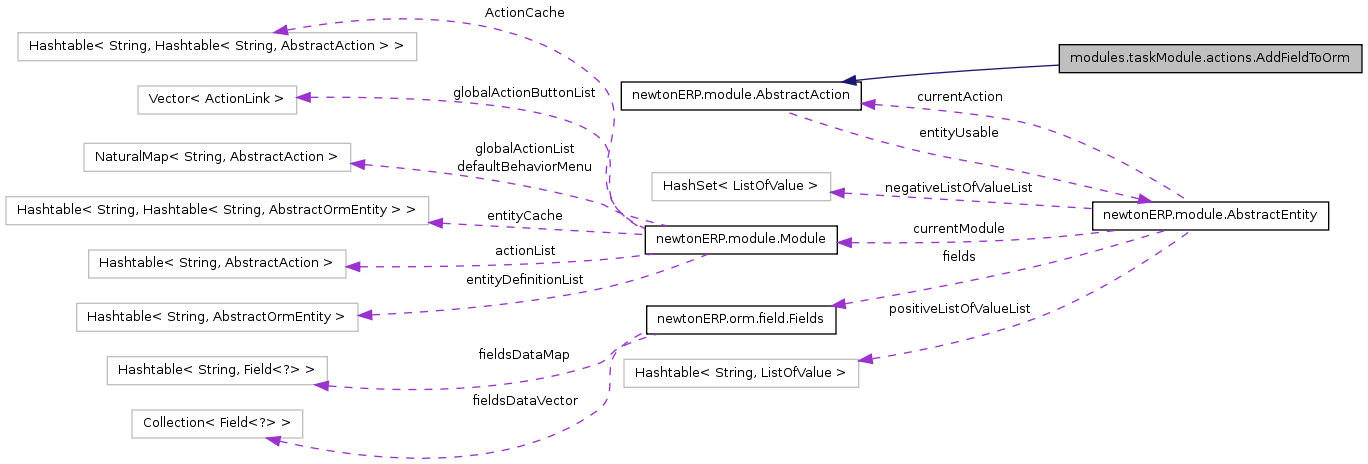 ActionCache
Hashtable< String, Hashtable< String, AbstractAction > >
modules.taskModule.actions.AddFieldToOrm
globalActionButtonList
newtonERP.module.AbstractAction
currentAction
Vector< ActionLink >
entityUsable
globalActionList
defaultBehaviorMenu
NaturalMap< String, AbstractAction >
HashSet< ListOfValue >
negativeListOfValueList
Hashtable< String, Hashtable< String, AbstractOrmEntity > >
entityCache
newtonERP.module.AbstractEntity
currentModule
newtonERP.module.Module
actionList
fields
Hashtable< String, AbstractAction >
entityDefinitionList
positiveListOfValueList
Hashtable< String, AbstractOrmEntity >
newtonERP.orm.field.Fields
fieldsDataMap
Hashtable< String, Field<?> >
Hashtable< String, ListOfValue >
fieldsDataVector
Collection< Field<?> >